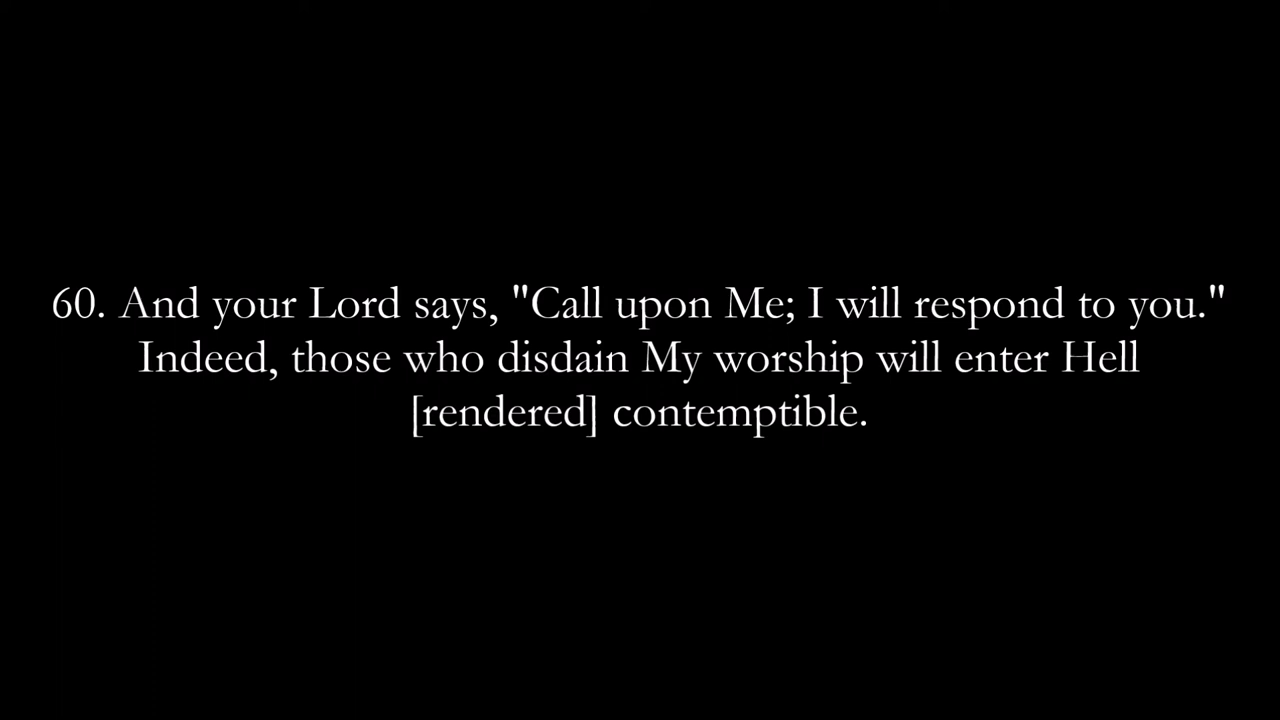 60. And your Lord says, "Call upon Me; I will respond to you."
Indeed, those who disdain My worship will enter Hell
[rendered] contemptible.